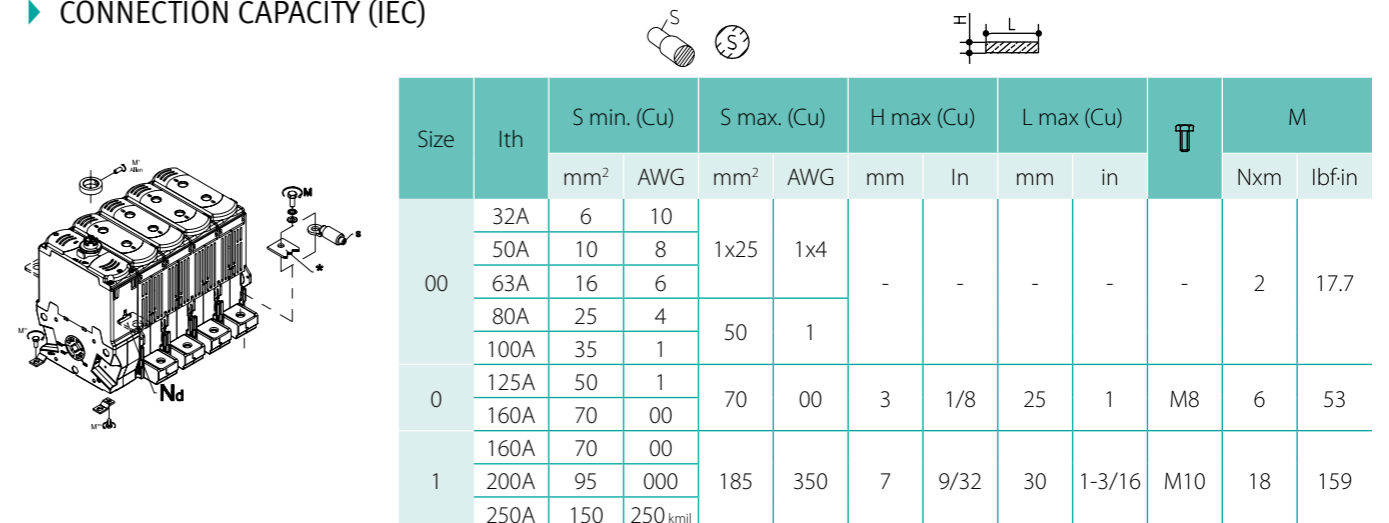 CONNECTION CAPACITY (IEC)
S
S
H
L
Size Ith S min. (Cu) S max. (Cu) H max (Cu) L max (Cu) M
mm² AWG mm² AWG mm In mm in Nxm lbf·in
00 32A 6 10 1x25 1x4 - - - - - 2 17.7
50A 10 8
63A 16 6
80A 25 4 50 1
100A 35 1
0 125A 50 1 70 00 3 1/8 25 1 M8 6 53
160A 70 00
1 160A 70 00 185 350 7 9/32 30 1-3/16 M10 18 159
200A 95 000
250A 150 250 kmil
M'
Allen
M
S
*
M"
Nd